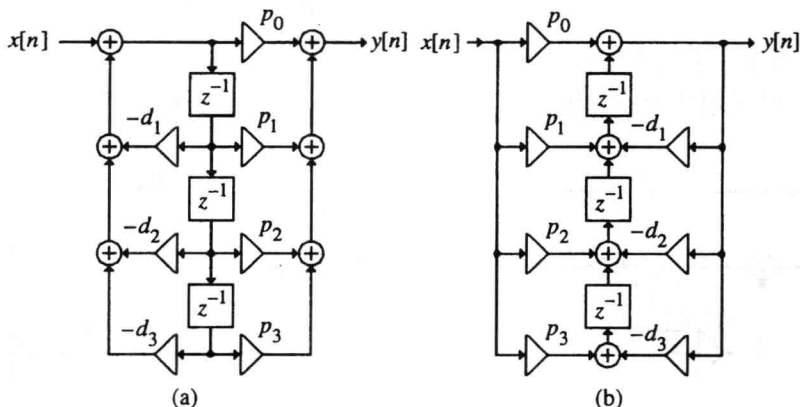 x[n] p₀ y[n] x[n] p₀ y[n]
z⁻¹ z⁻¹
−d₁ p₁ p₁ −d₁
z⁻¹ z⁻¹
−d₂ p₂ p₂ −d₂
z⁻¹ z⁻¹
−d₃ p₃ p₃ −d₃
(a) (b)